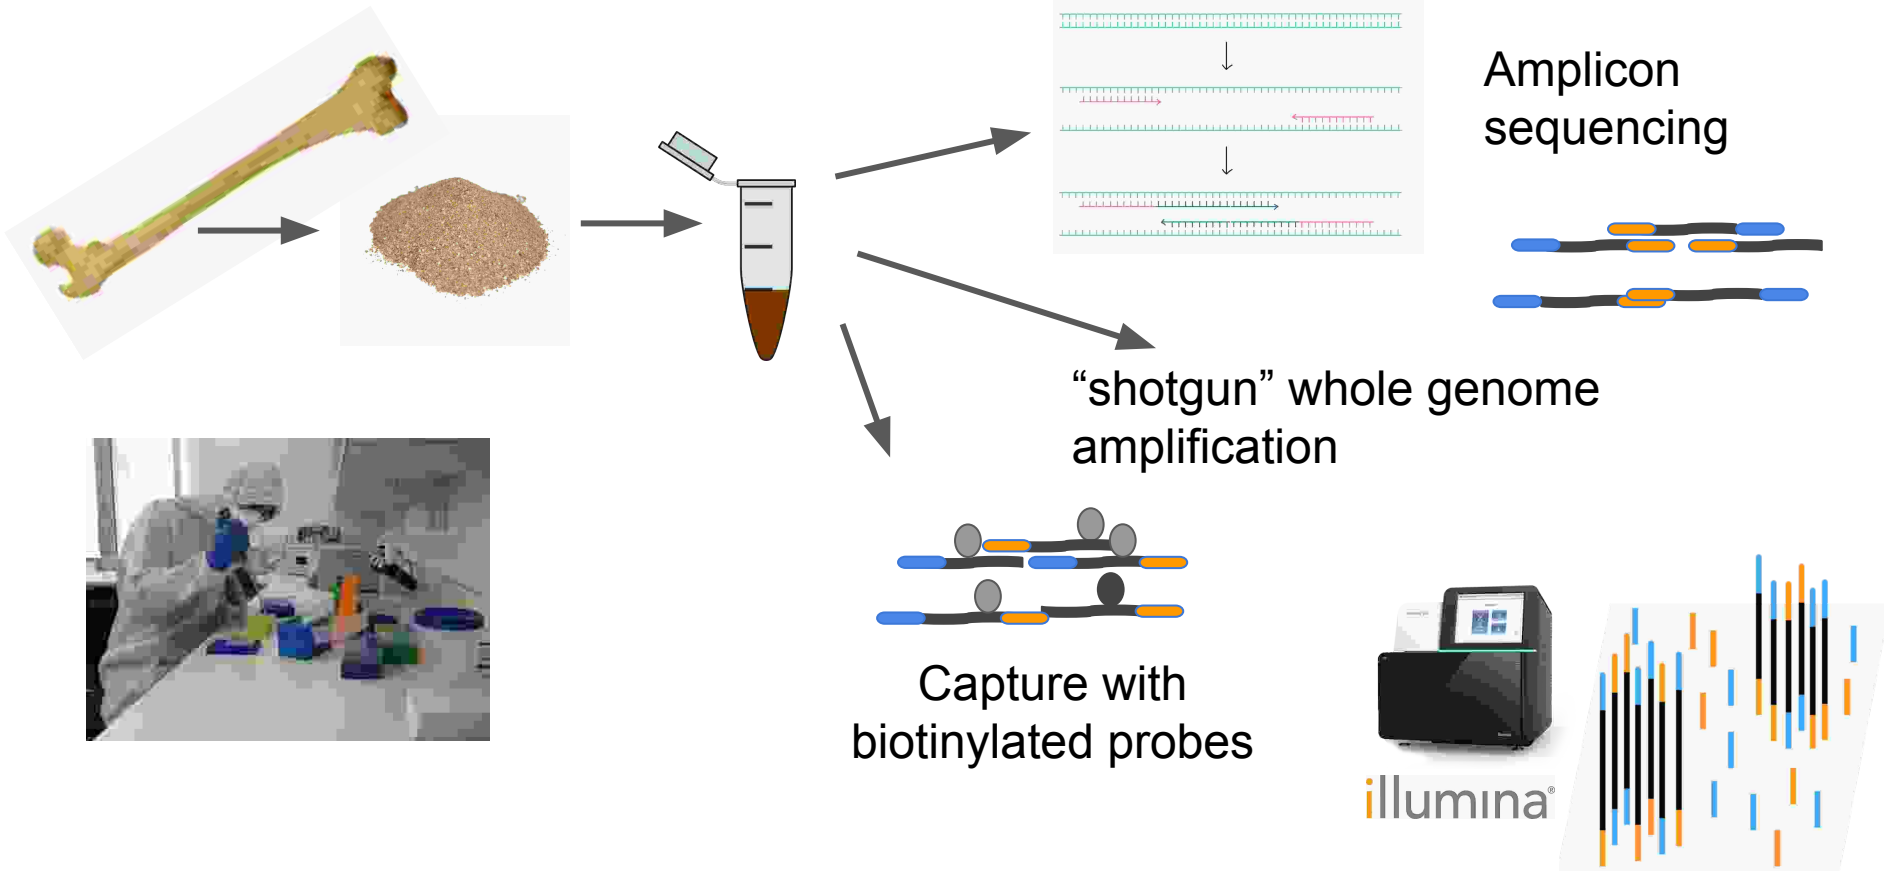 Amplicon
sequencing
“shotgun” whole genome
amplification
Capture with
biotinylated probes
illumina®